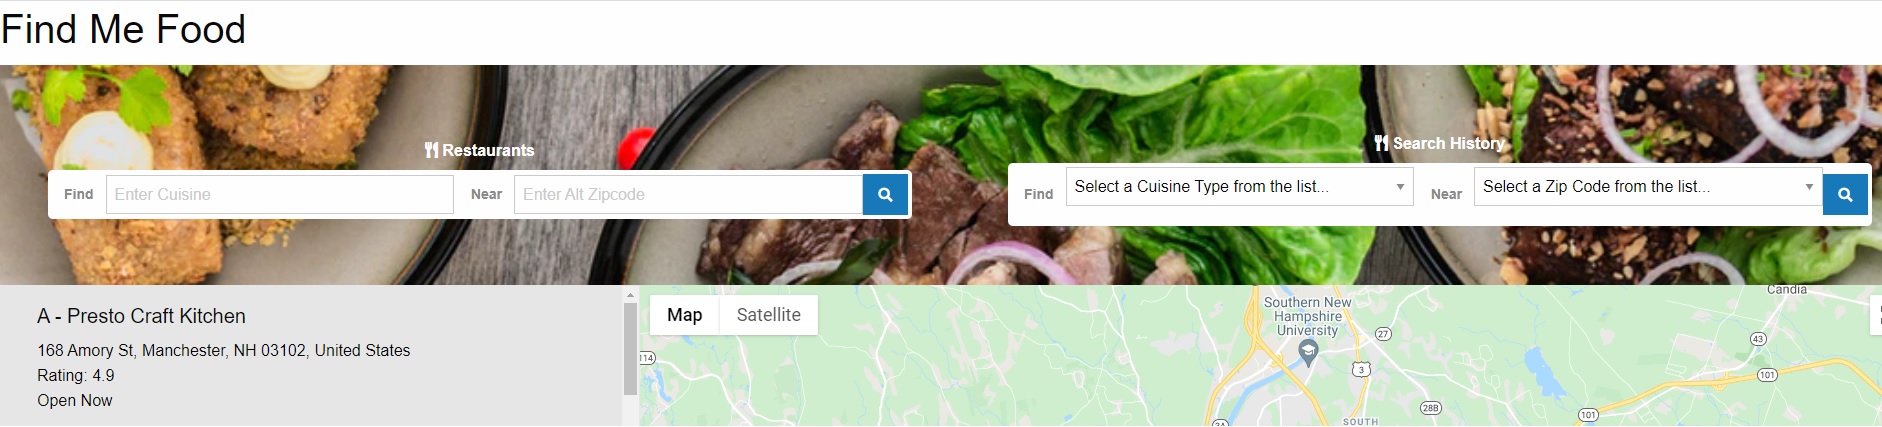 Find Me Food
Restaurants
Find Enter Cuisine Near Enter Alt Zipcode
Search History
Find Select a Cuisine Type from the list... Near Select a Zip Code from the list...
A - Presto Craft Kitchen
168 Amory St, Manchester, NH 03102, United States
Rating: 4.9
Open Now
Map Satellite
Southern New
Hampshire
University
Candia
114
27
3
43
101
28B
101
3A
SOUTH